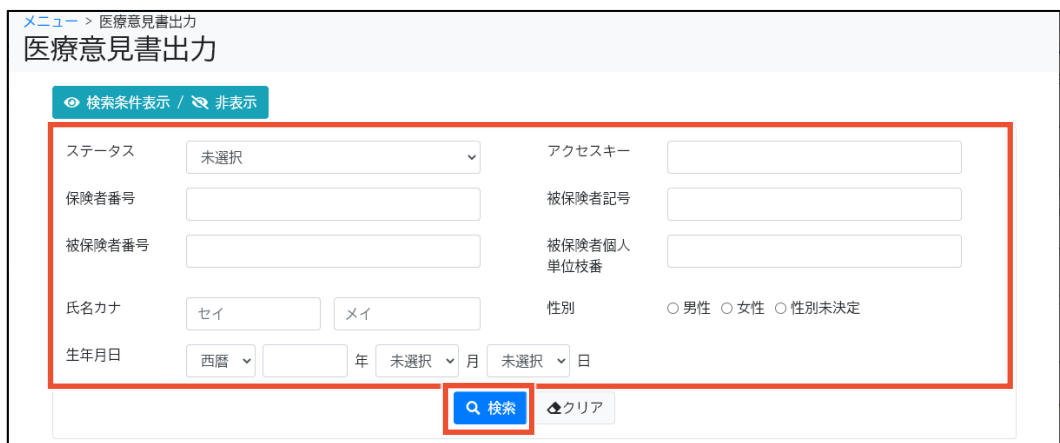 メニュー > 医療意見書出力
医療意見書出力
検索条件表示 / 非表示
ステータス 未選択 アクセスキー
保険者番号 被保険者記号
被保険者番号 被保険者個人
単位枝番
氏名カナ セイ メイ 性別 男性 女性 性別未決定
生年月日 西暦 年 未選択 月 未選択 日
検索 クリア